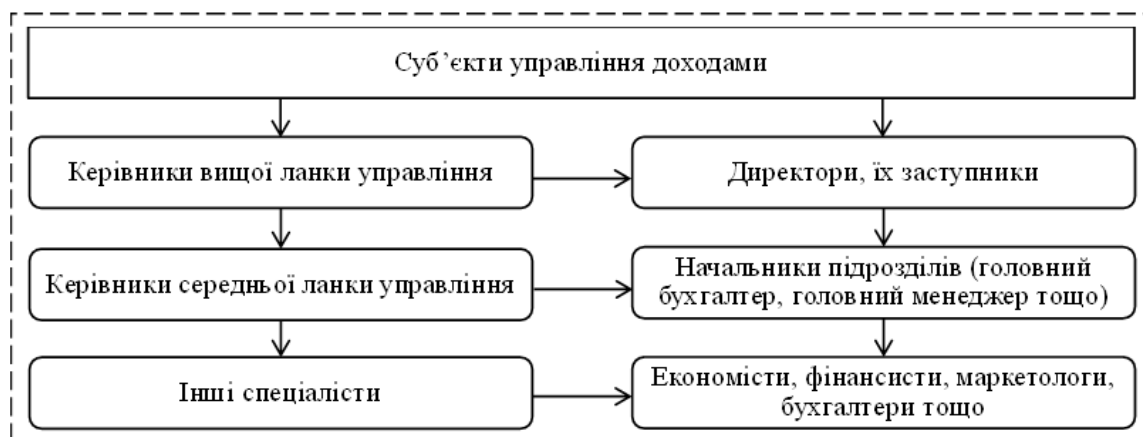 Суб’єкти управління доходами
Керівники вищої ланки управління
Директори, їх заступники
Керівники середньої ланки управління
Начальники підрозділів (головний
бухгалтер, головний менеджер тощо)
Інші спеціалісти
Економісти, фінансисти, маркетологи,
бухгалтери тощо